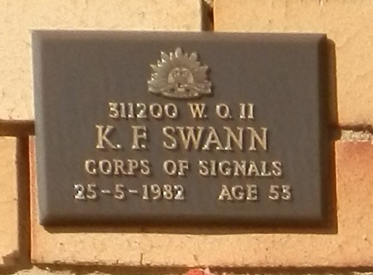 311200 W. O. II
K. F. SWANN
CORPS OF SIGNALS
25-5-1982 AGE 53